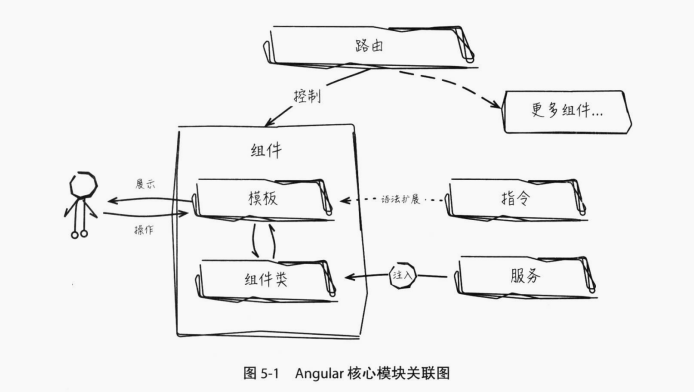 路由
控制
更多组件...
组件
展示
模板
语法扩展
指令
操作
组件类
注入
服务
图 5-1 Angular 核心模块关联图